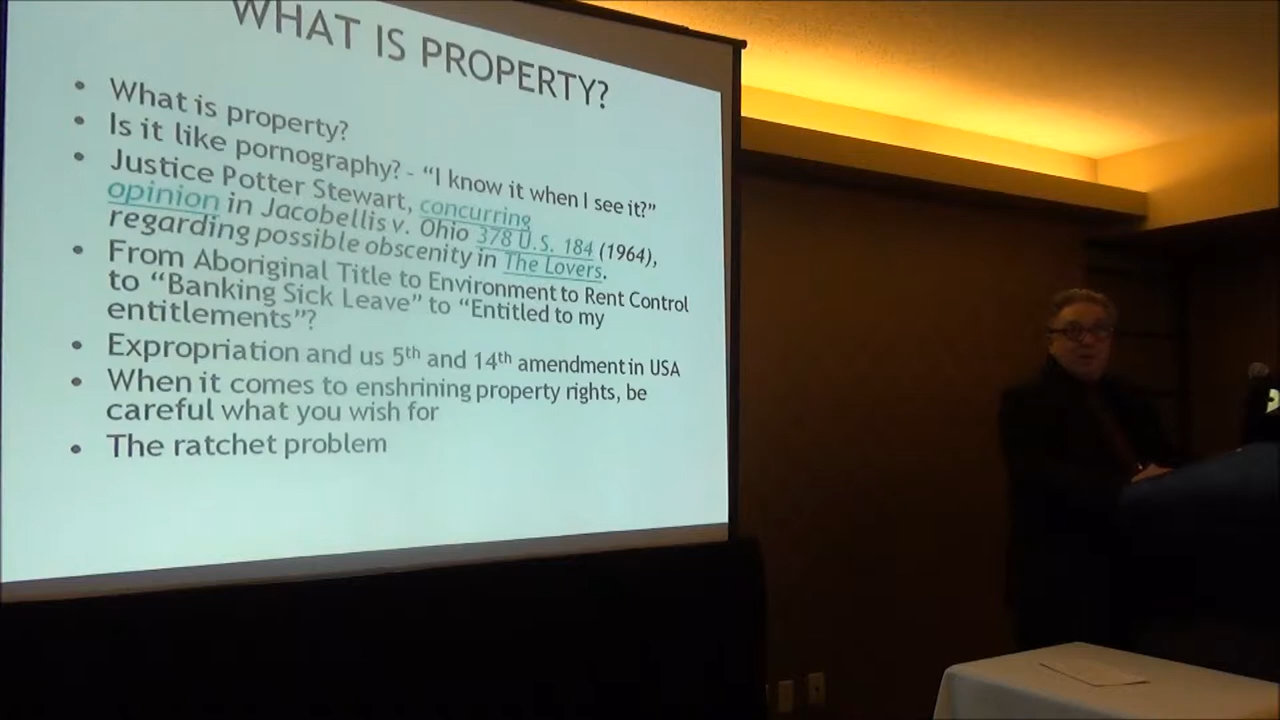 WHAT IS PROPERTY?
• What is property?
• Is it like pornography? - “I know it when I see it?”
• Justice Potter Stewart, concurring
opinion in Jacobellis v. Ohio 378 U.S. 184 (1964),
regarding possible obscenity in The Lovers.
• From Aboriginal Title to Environment to Rent Control
to “Banking Sick Leave” to “Entitled to my
entitlements”?
• Expropriation and us 5th and 14th amendment in USA
• When it comes to enshrining property rights, be
careful what you wish for
• The ratchet problem